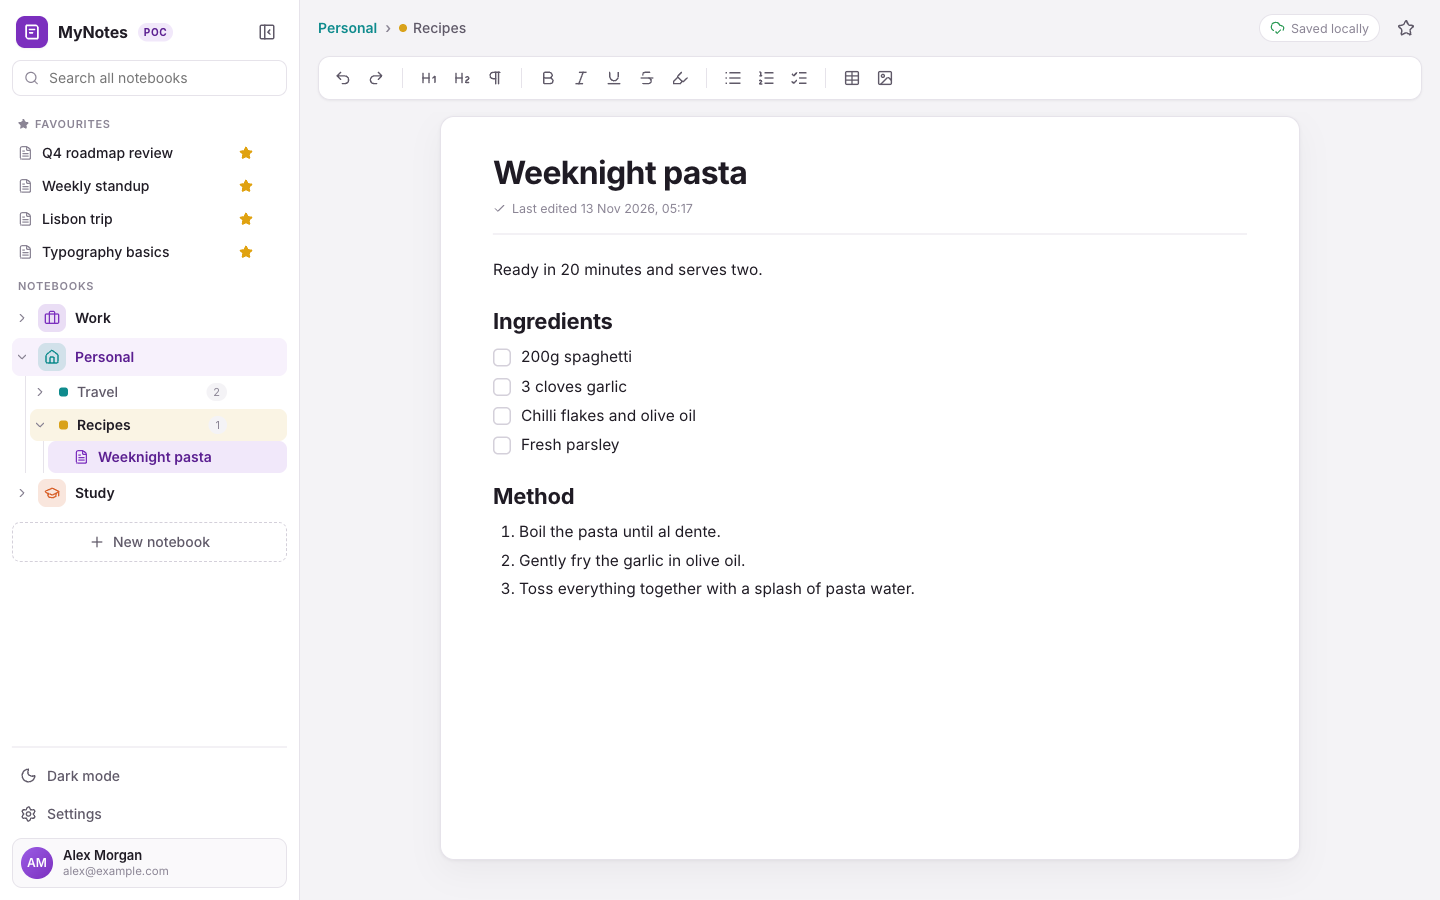 MyNotes POC
Search all notebooks
FAVOURITES
Q4 roadmap review
Weekly standup
Lisbon trip
Typography basics
NOTEBOOKS
Work
Personal
Travel 2
Recipes 1
Weeknight pasta
Study
New notebook
Dark mode
Settings
AM
Alex Morgan
alex@example.com
Personal › Recipes
Saved locally
H1 H2
Weeknight pasta
Last edited 13 Nov 2026, 05:17
Ready in 20 minutes and serves two.
Ingredients
200g spaghetti
3 cloves garlic
Chilli flakes and olive oil
Fresh parsley
Method
1. Boil the pasta until al dente.
2. Gently fry the garlic in olive oil.
3. Toss everything together with a splash of pasta water.